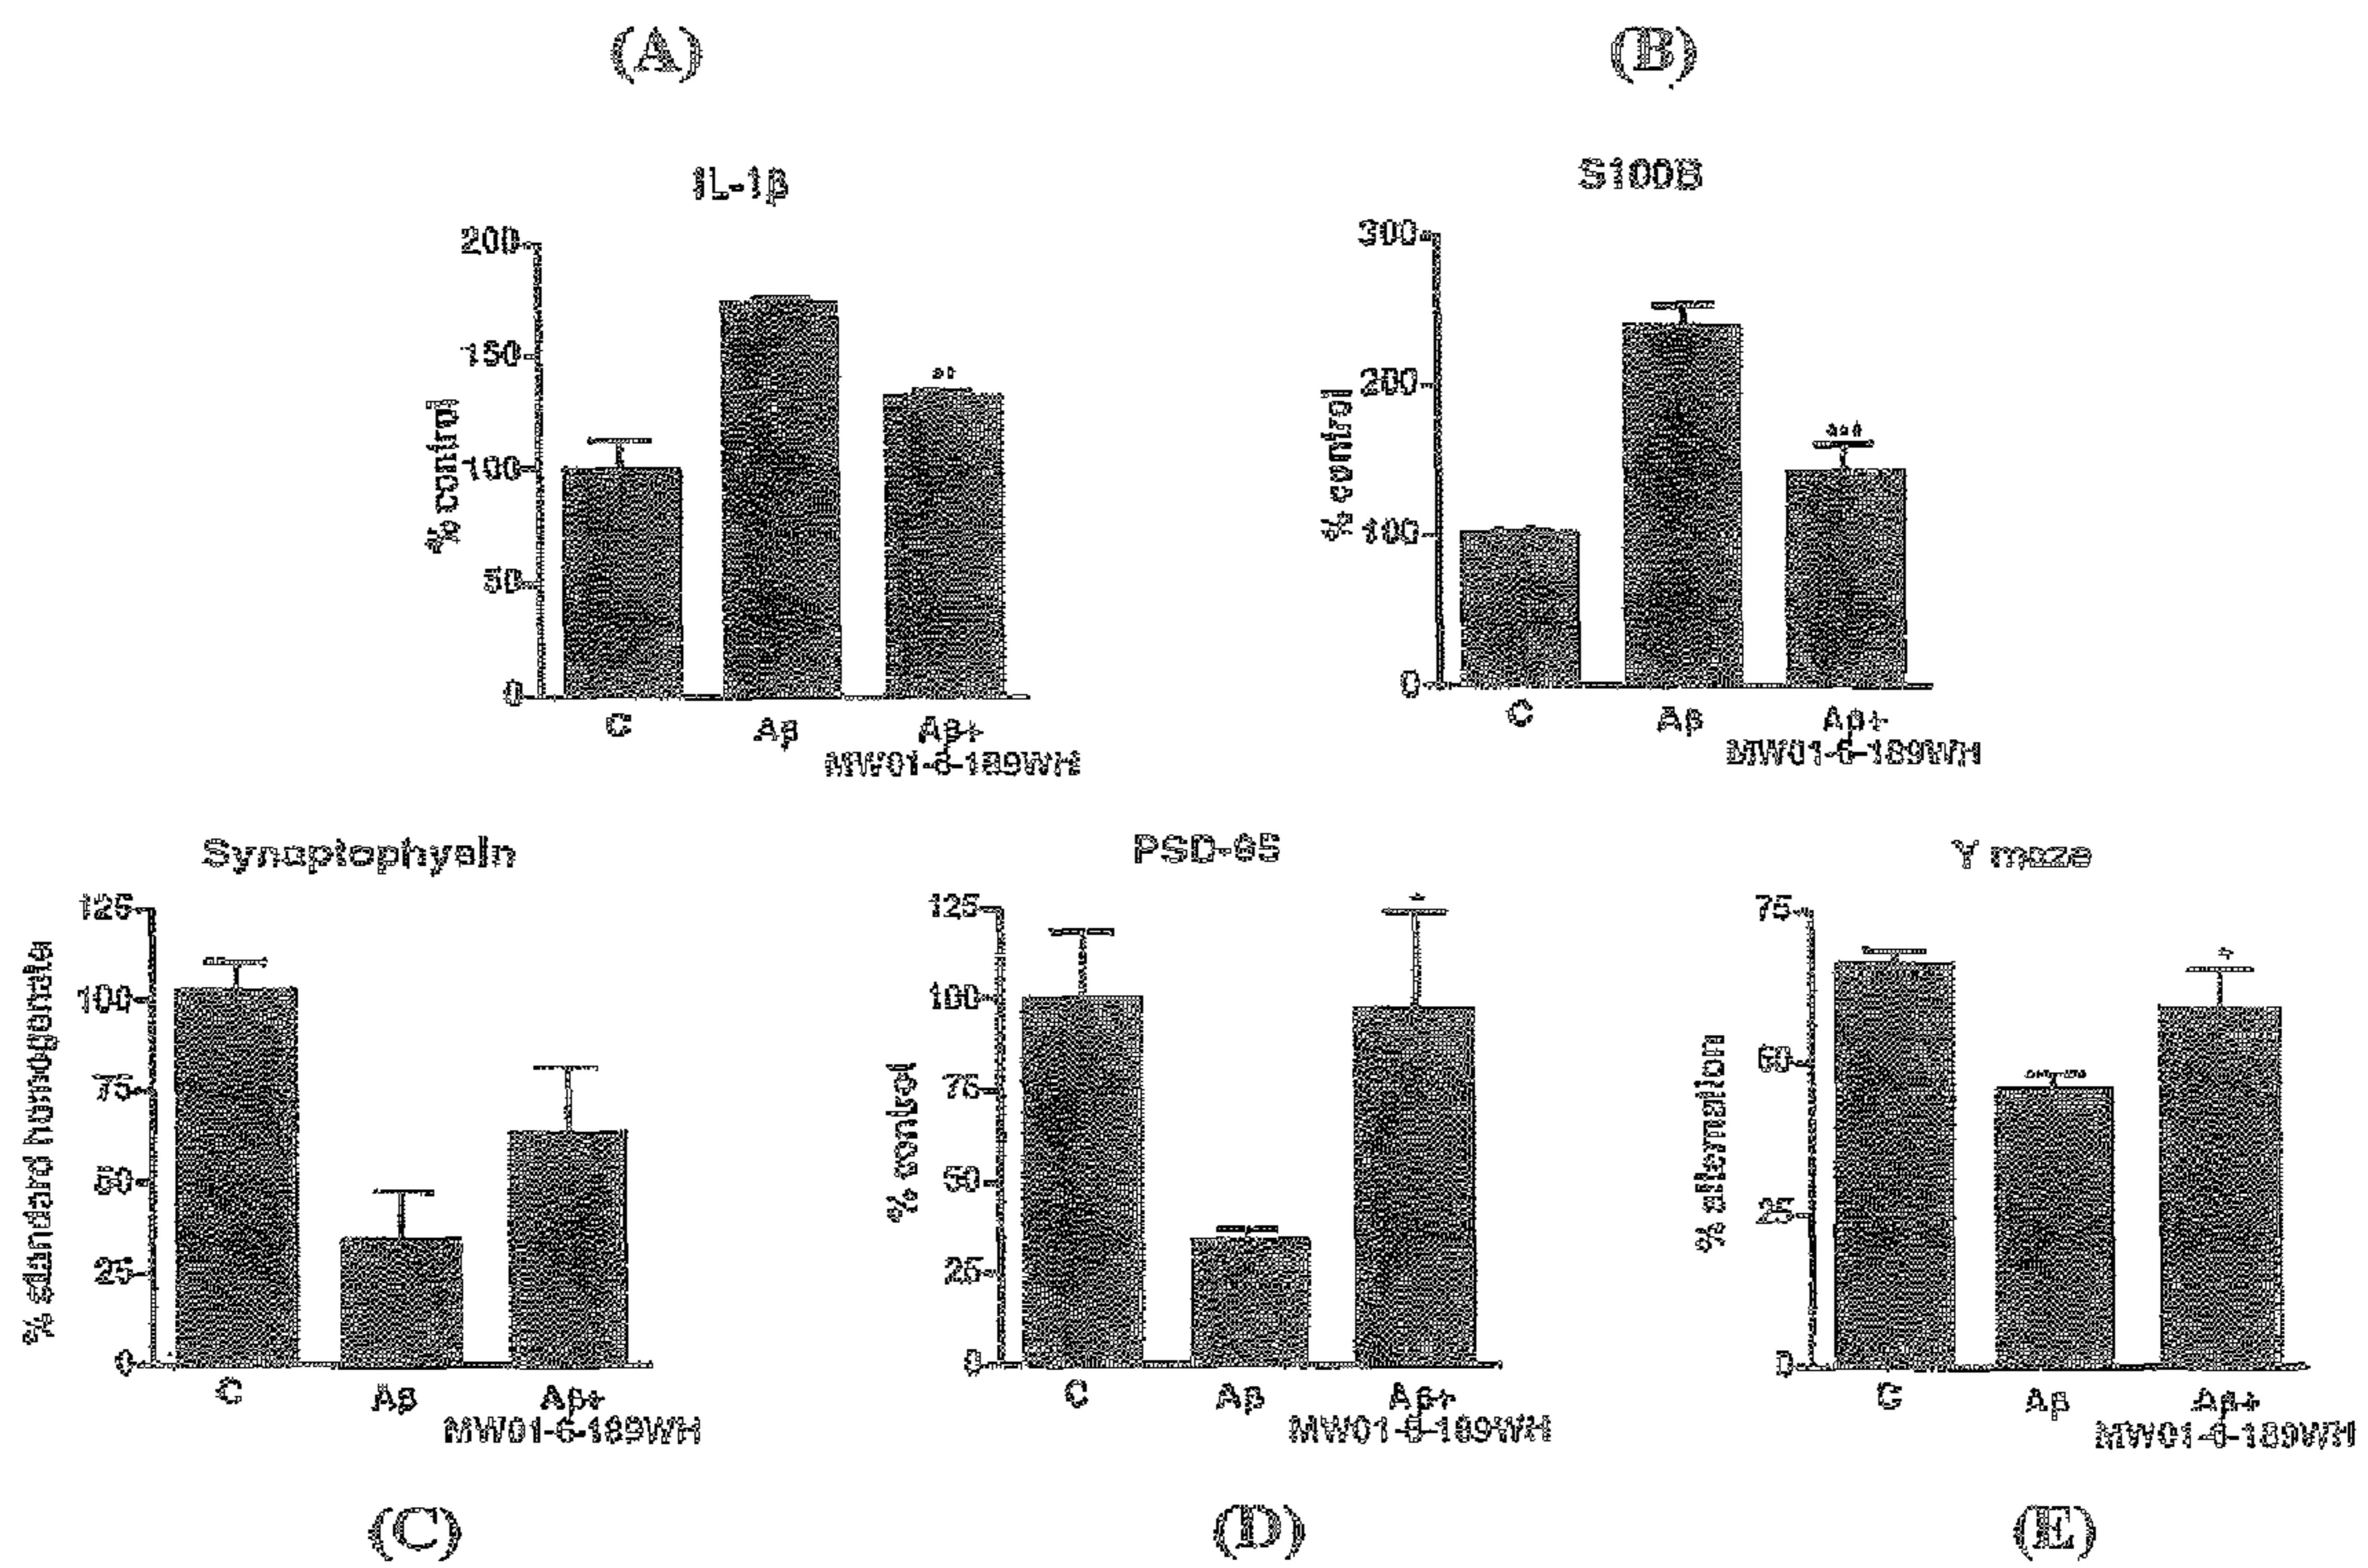 (A)
IL-1β
200
150
100
50
0
% control
C
Aβ
Aβ+
MW01-6-189WH
**
(B)
S100B
300
200
100
0
% control
C
Aβ
Aβ+
MW01-6-189WH
***
Synaptophysin
125
100
75
50
25
0
% standard homogenate
C
Aβ
Aβ+
MW01-6-189WH
(C)
PSD-95
125
100
75
50
25
0
% control
C
Aβ
Aβ+
MW01-6-189WH
*
(D)
Y maze
75
50
25
0
% alternation
C
Aβ
Aβ+
MW01-6-189WH
*
(E)